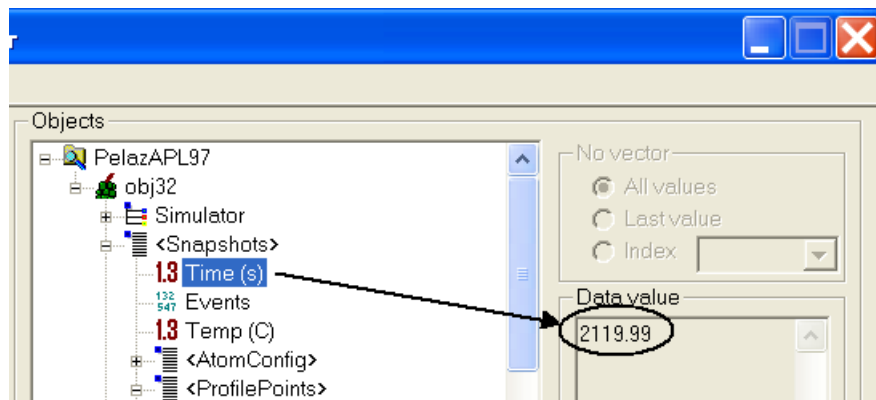 r
Objects
PelazAPL97
obj32
Simulator
<Snapshots>
1.3 Time (s)
132
547 Events
1.3 Temp (C)
<AtomConfig>
<ProfilePoints>
No vector
All values
Last value
Index
Data value
2119.99